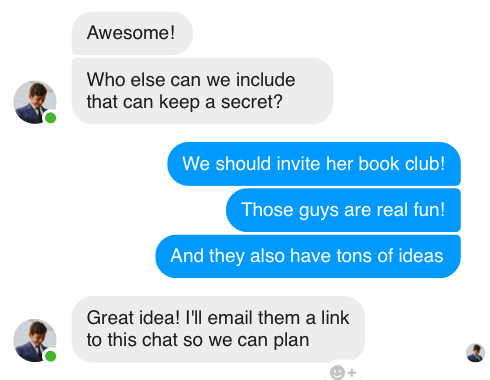 Awesome!
Who else can we include
that can keep a secret?
We should invite her book club!
Those guys are real fun!
And they also have tons of ideas
Great idea! I'll email them a link
to this chat so we can plan